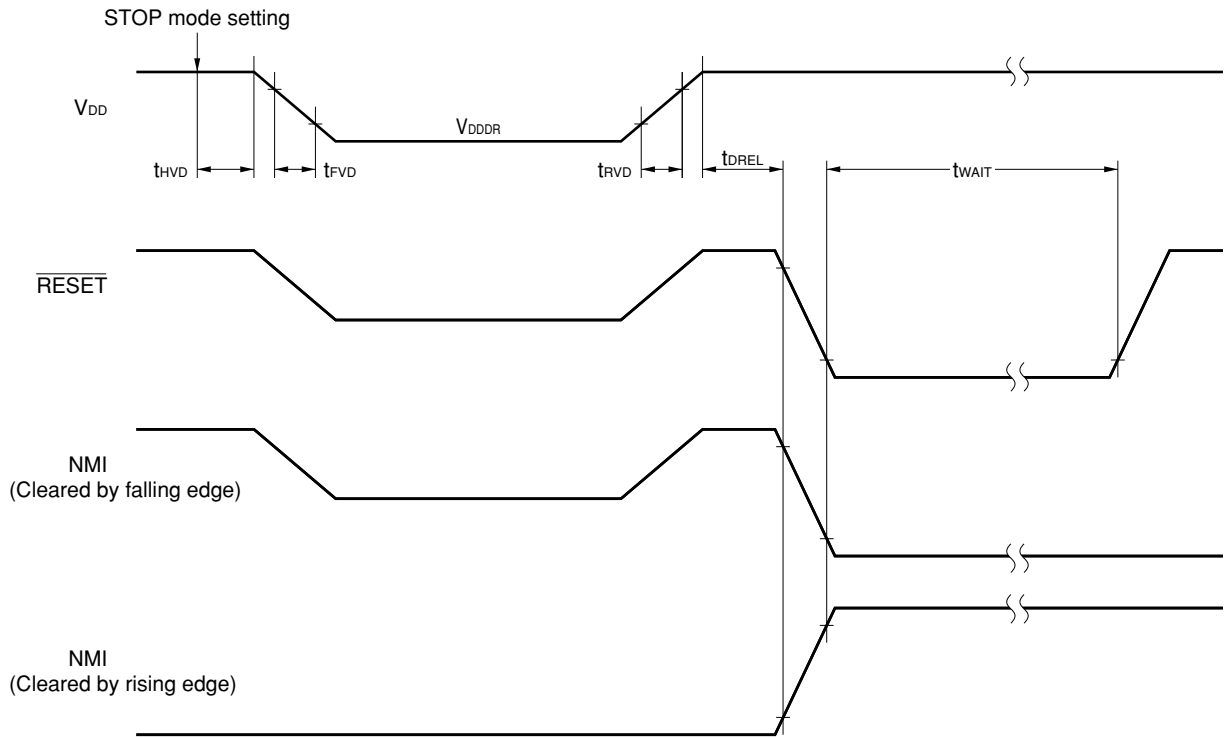 STOP mode setting
VDD
VDDDR
tHVD
tFVD
tRVD
tDREL
tWAIT
RESET
NMI
(Cleared by falling edge)
NMI
(Cleared by rising edge)